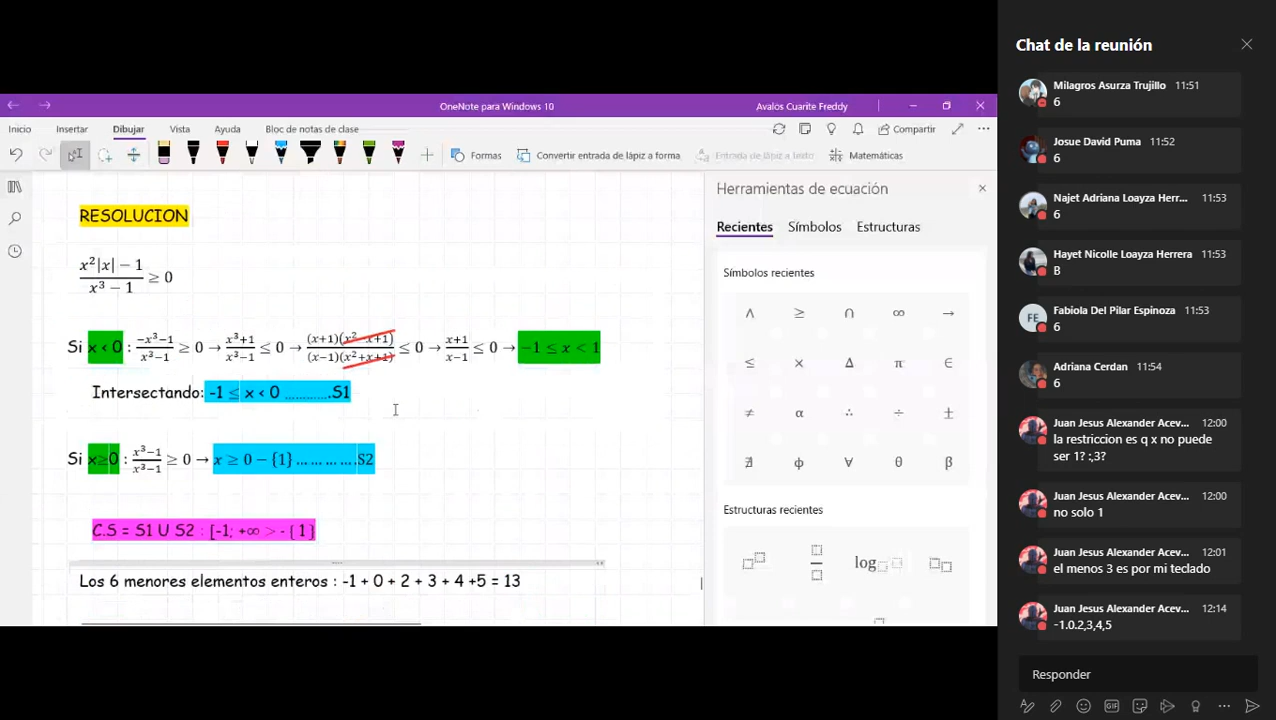 Chat de la reunión
Milagros Asurza Trujillo 11:51
6
Josue David Puma 11:52
6
Najet Adriana Loayza Herr... 11:53
6
Hayet Nicolle Loayza Herrera 11:53
B
FE
Fabiola Del Pilar Espinoza 11:53
6
Adriana Cerdan 11:54
6
Juan Jesus Alexander Acev... 12:00
la restriccion es q x no puede
ser 1? :,3?
Juan Jesus Alexander Acev... 12:00
no solo 1
Juan Jesus Alexander Acev... 12:01
el menos 3 es por mi teclado
Juan Jesus Alexander Acev... 12:14
-1.0.2,3,4,5
Responder
OneNote para Windows 10
Avalos Cuarite Freddy
Inicio Insertar Dibujar Vista Ayuda Bloc de notas de clase
Compartir
Formas Convertir entrada de lápiz a forma Entrada de lápiz a texto Matemáticas
RESOLUCION
(x²|x| − 1)/(x³ − 1) ≥ 0
Si x < 0 : (−x³−1)/(x³−1) ≥ 0 → (x³+1)/(x³−1) ≤ 0 → ((x+1)(x²−x+1))/((x−1)(x²+x+1)) ≤ 0 → (x+1)/(x−1) ≤ 0 → −1 ≤ x < 1
Intersectando: -1 ≤ x < 0 .............S1
Si x≥0 : (x³−1)/(x³−1) ≥ 0 → x ≥ 0 − {1} … … … … .S2
C.S = S1 U S2 : [-1; +∞ > - { 1}
Los 6 menores elementos enteros : -1 + 0 + 2 + 3 + 4 +5 = 13
Herramientas de ecuación
Recientes Símbolos Estructuras
Símbolos recientes
∧ ≥ ∩ ∞ →
≤ × Δ π ∈
≠ α ∴ ÷ ±
∄ ϕ ∀ θ β
Estructuras recientes
log